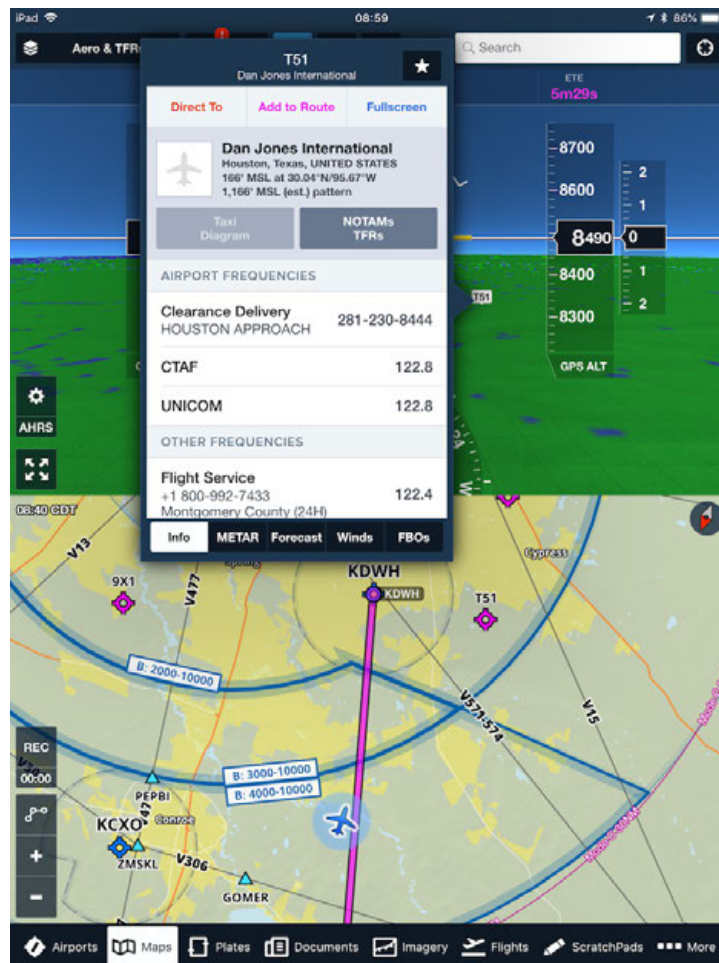 iPad 08:59 86%
Aero & TFRs
T51
Dan Jones International
Search
Direct To Add to Route Fullscreen
ETE
5m29s
Dan Jones International
Houston, Texas, UNITED STATES
166' MSL at 30.04°N/95.67°W
1,166' MSL (est.) pattern
Taxi
Diagram
NOTAMs
TFRs
AIRPORT FREQUENCIES
Clearance Delivery
HOUSTON APPROACH
281-230-8444
CTAF 122.8
UNICOM 122.8
OTHER FREQUENCIES
Flight Service
+1 800-992-7433
Montgomery County (24H)
122.4
Info METAR Forecast Winds FBOs
8700
8600
8490
8400
8300
GPS ALT
2
1
0
1
2
T51
W
AHRS
08:40 CDT
V13
V477
9X1
Spring
KDWH
KDWH
T51
Cypress
B: 2000-10000
V571-574
V15
REC
00:00
B: 3000-10000
B: 4000-10000
PEPBI
KCXO
Conroe
ZMSKL
V306
GOMER
Airports Maps Plates Documents Imagery Flights ScratchPads More